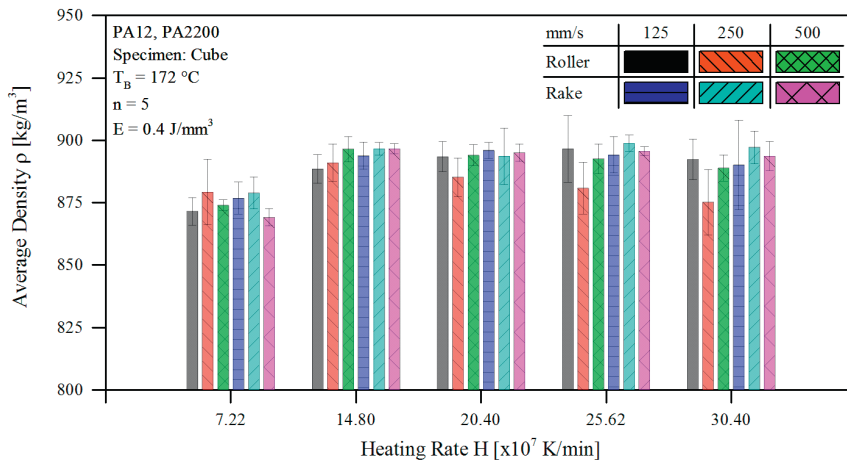 950
925
900
875
850
825
800
Average Density ρ [kg/m³]
PA12, PA2200
Specimen: Cube
T_B = 172 °C
n = 5
E = 0.4 J/mm³
mm/s 125 250 500
Roller
Rake
7.22 14.80 20.40 25.62 30.40
Heating Rate H [x10⁷ K/min]